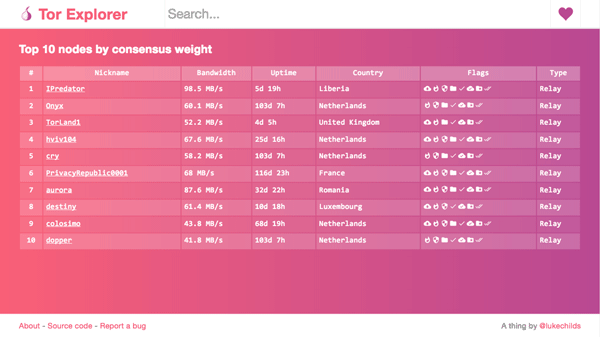 Tor Explorer Search...
Top 10 nodes by consensus weight
# Nickname Bandwidth Uptime Country Flags Type
1 IPredator 98.5 MB/s 5d 19h Liberia Relay
2 Onyx 60.1 MB/s 103d 7h Netherlands Relay
3 TorLand1 52.2 MB/s 4d 5h United Kingdom Relay
4 hviv104 67.6 MB/s 25d 16h Netherlands Relay
5 cry 58.2 MB/s 103d 7h Netherlands Relay
6 PrivacyRepublic0001 68 MB/s 116d 23h France Relay
7 aurora 87.6 MB/s 32d 22h Romania Relay
8 destiny 61.4 MB/s 10d 18h Luxembourg Relay
9 colosimo 43.8 MB/s 68d 19h Netherlands Relay
10 dopper 41.8 MB/s 103d 7h Netherlands Relay
About - Source code - Report a bug A thing by @lukechilds